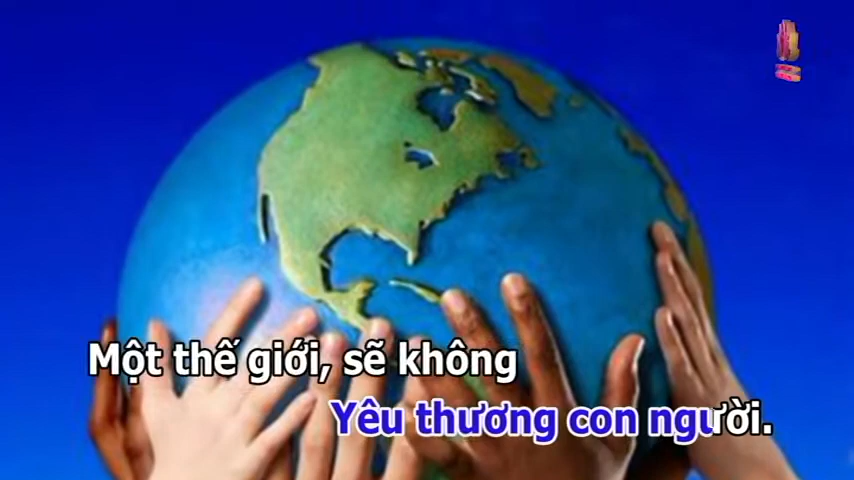 Một thế giới, sẽ không
Yêu thương con người.